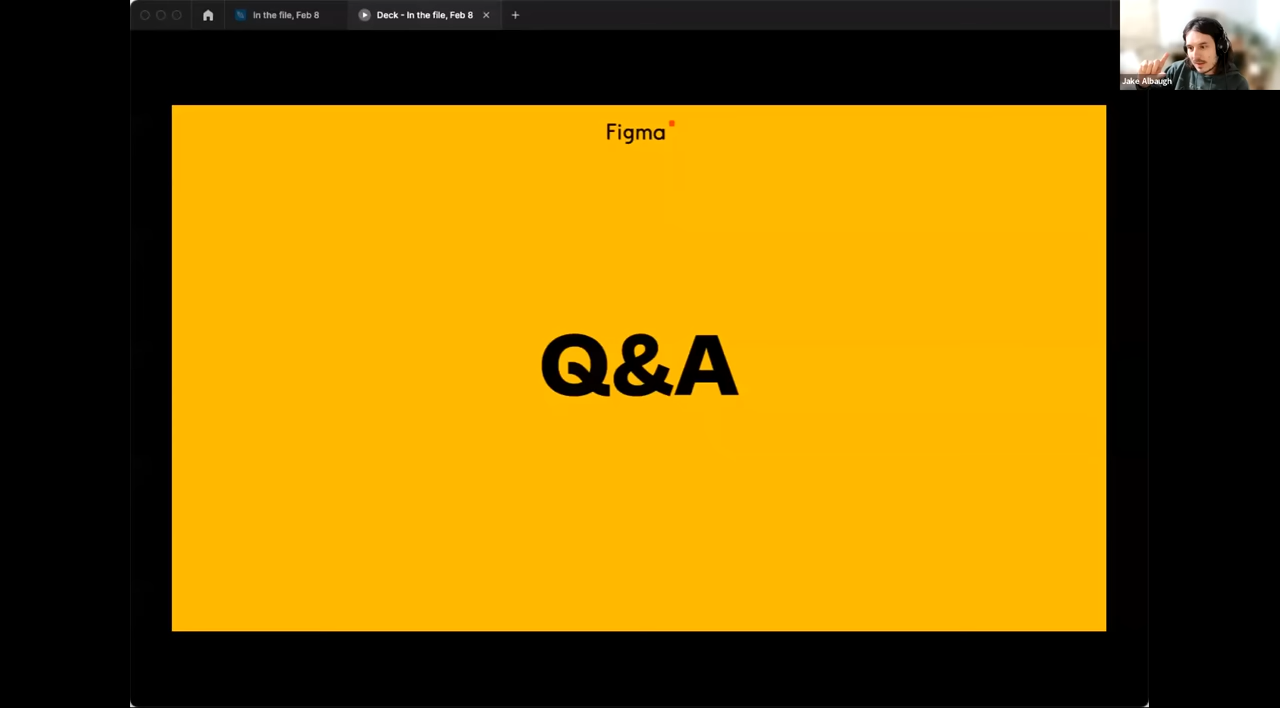 In the file, Feb 8
Deck - In the file, Feb 8
Jake Albaugh
Figma
Q&A